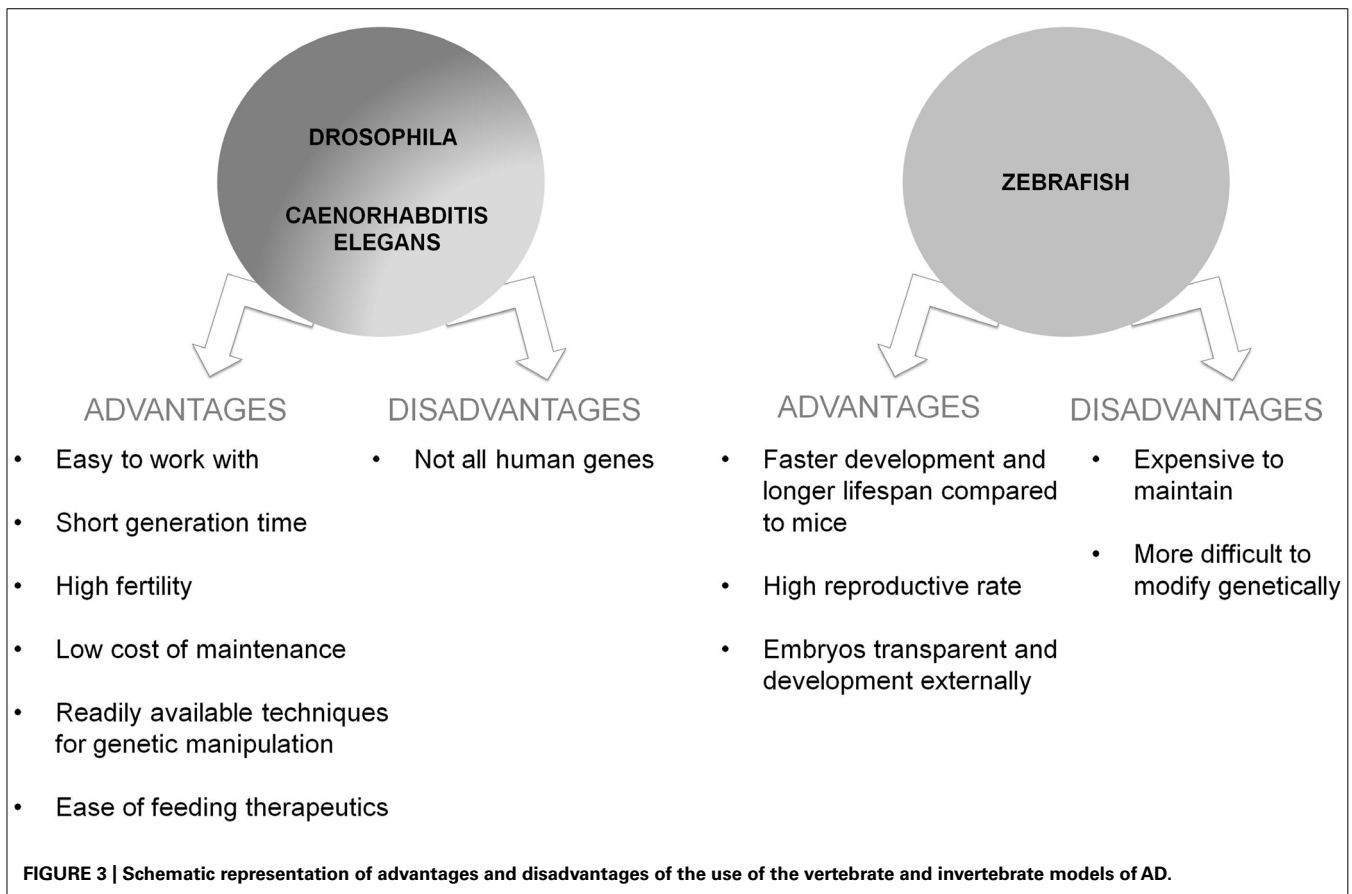 DROSOPHILA
CAENORHABDITIS
ELEGANS
ADVANTAGES
• Easy to work with
• Short generation time
• High fertility
• Low cost of maintenance
• Readily available techniques
for genetic manipulation
• Ease of feeding therapeutics
DISADVANTAGES
• Not all human genes
ZEBRAFISH
ADVANTAGES
• Faster development and
longer lifespan compared
to mice
• High reproductive rate
• Embryos transparent and
development externally
DISADVANTAGES
• Expensive to
maintain
• More difficult to
modify genetically
FIGURE 3 | Schematic representation of advantages and disadvantages of the use of the vertebrate and invertebrate models of AD.